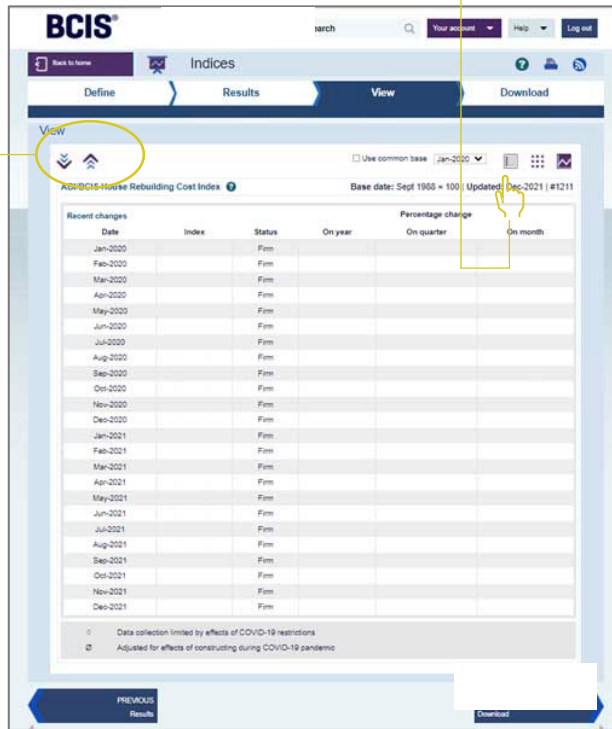 BCIS®
earch
Your account
Help
Log out
Back to home
Indices
Define
Results
View
Download
View
Use common base Jan-2020
ABI/BCIS House Rebuilding Cost Index
Base date: Sept 1988 = 100 | Updated: Dec-2021 | #1211
Recent changes
Percentage change
Date Index Status On year On quarter On month
Jan-2020 Firm
Feb-2020 Firm
Mar-2020 Firm
Apr-2020 Firm
May-2020 Firm
Jun-2020 Firm
Jul-2020 Firm
Aug-2020 Firm
Sep-2020 Firm
Oct-2020 Firm
Nov-2020 Firm
Dec-2020 Firm
Jan-2021 Firm
Feb-2021 Firm
Mar-2021 Firm
Apr-2021 Firm
May-2021 Firm
Jun-2021 Firm
Jul-2021 Firm
Aug-2021 Firm
Sep-2021 Firm
Oct-2021 Firm
Nov-2021 Firm
Dec-2021 Firm
Data collection limited by effects of COVID-19 restrictions
Adjusted for effects of constructing during COVID-19 pandemic
PREVIOUS
Results
Download